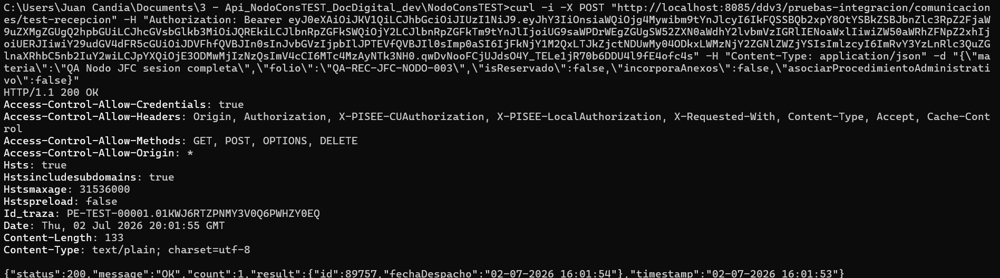 C:\Users\Juan Candia\Documents\3 - Api_NodoConsTEST_DocDigital_dev\NodoConsTEST>curl -i -X POST "http://localhost:8085/ddv3/pruebas-integracion/comunicacion
es/test-recepcion" -H "Authorization: Bearer eyJ0eXAiOiJKV1QiLCJhbGciOiJIUzI1NiJ9.eyJhY3IiOnsiaWQiOjg4Mywibm9tYnJlcyI6IkFQSSBQb2xpY8OtYSBkZSBJbnZlc3RpZ2FjaW
9uZXMgZGUgQ2hpbGUiLCJhcGVsbGlkb3MiOiJQREkiLCJlbnRpZGFkSWQiOjY2LCJlbnRpZGFkTm9tYnJlIjoiUG9saWPDrWEgZGUgSW52ZXN0aWdhY2lvbmVzIGRlIENoaWxlIiwiZW50aWRhZFNpZ2xhIj
oiUERJIiwiY29udGV4dFR5cGUiOiJDVFhfQVBJIn0sInJvbGVzIjpbIlJPTEVfQVBJIl0sImp0aSI6IjFkNjY1M2QxLTJkZjctNDUwMy04ODkxLWMzNjY2ZGNlZWZjYSIsImlzcyI6ImRvY3YzLnRlc3QuZG
lnaXRhbC5nb2IuY2wiLCJpYXQiOjE3ODMwMjIzNzQsImV4cCI6MTc4MzAyNTk3NH0.qwDvNooFCjUJdsO4Y_TELe1jR70b6DDU4l9fE4ofc4s" -H "Content-Type: application/json" -d "{\"ma
teria\":\"QA Nodo JFC sesion completa\",\"folio\":\"QA-REC-JFC-NODO-003\",\"isReservado\":false,\"incorporaAnexos\":false,\"asociarProcedimientoAdministrati
vo\":false}"
HTTP/1.1 200 OK
Access-Control-Allow-Credentials: true
Access-Control-Allow-Headers: Origin, Authorization, X-PISEE-CUAuthorization, X-PISEE-LocalAuthorization, X-Requested-With, Content-Type, Accept, Cache-Cont
rol
Access-Control-Allow-Methods: GET, POST, OPTIONS, DELETE
Access-Control-Allow-Origin: *
Hsts: true
Hstsincludesubdomains: true
Hstsmaxage: 31536000
Hstspreload: false
Id_traza: PE-TEST-00001.01KWJ6RTZPNMY3V0Q6PWHZY0EQ
Date: Thu, 02 Jul 2026 20:01:55 GMT
Content-Length: 133
Content-Type: text/plain; charset=utf-8
{"status":200,"message":"OK","count":1,"result":{"id":89757,"fechaDespacho":"02-07-2026 16:01:54"},"timestamp":"02-07-2026 16:01:53"}